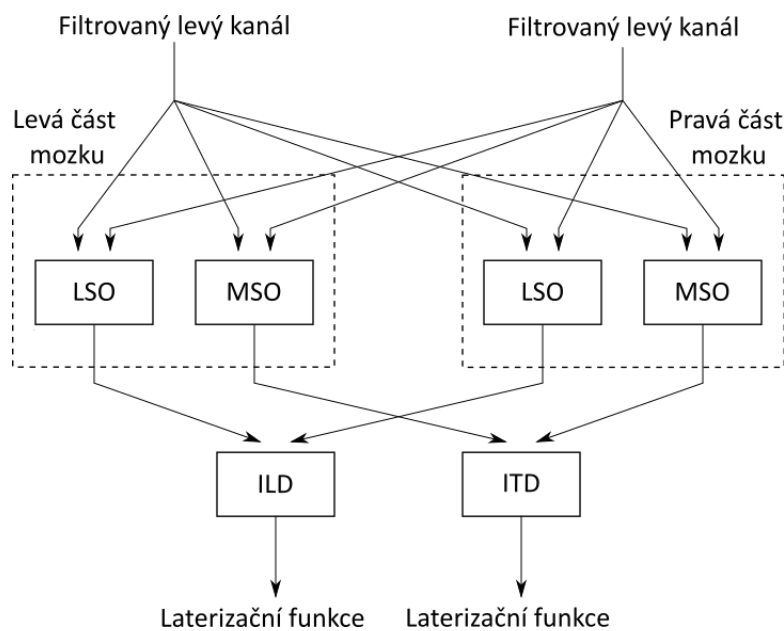 Filtrovaný levý kanál
Filtrovaný levý kanál
Levá část
mozku
Pravá část
mozku
LSO
MSO
LSO
MSO
ILD
ITD
Laterizační funkce
Laterizační funkce